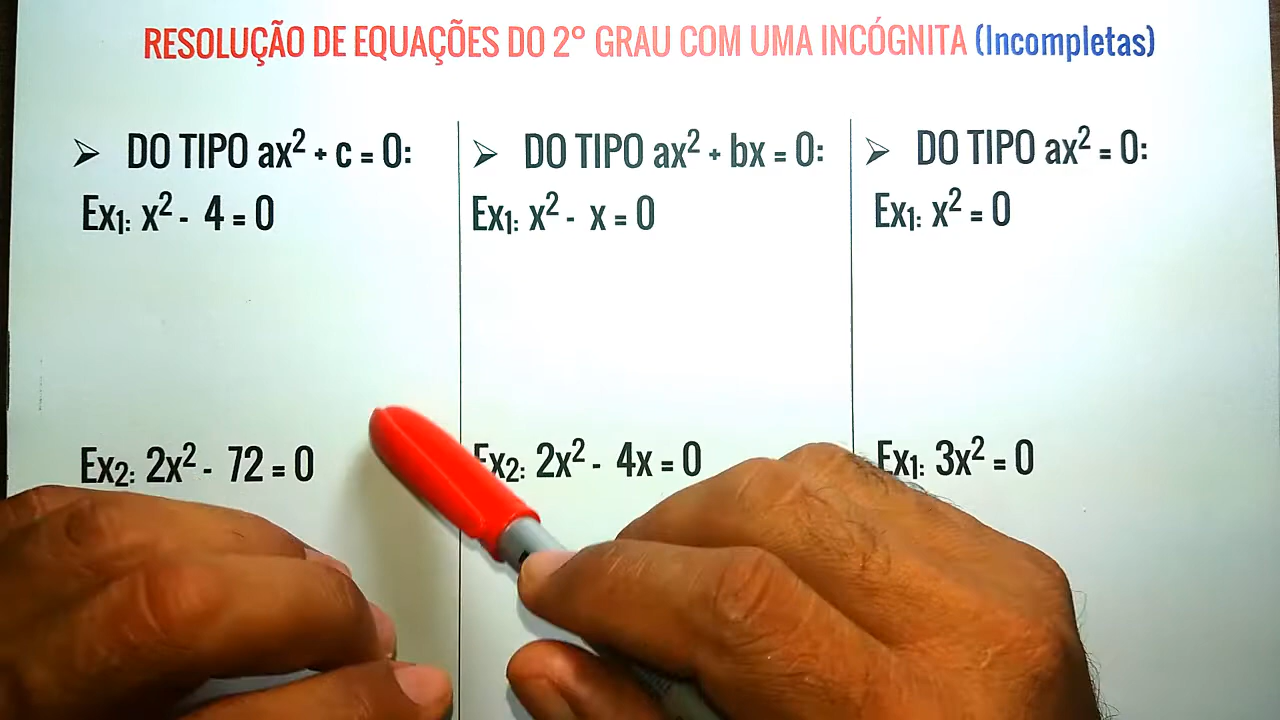 RESOLUÇÃO DE EQUAÇÕES DO 2° GRAU COM UMA INCÓGNITA (Incompletas)
➢ DO TIPO ax² + c = 0:
Ex₁: x² - 4 = 0
Ex₂: 2x² - 72 = 0
➢ DO TIPO ax² + bx = 0:
Ex₁: x² - x = 0
Ex₂: 2x² - 4x = 0
➢ DO TIPO ax² = 0:
Ex₁: x² = 0
Ex₁: 3x² = 0